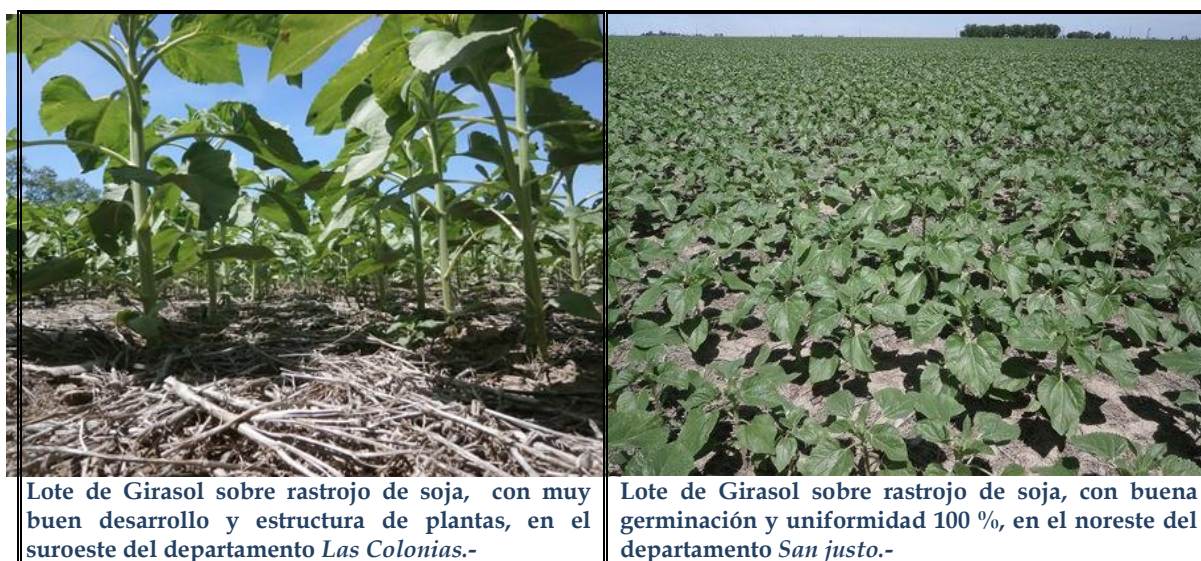 Lote de Girasol sobre rastrojo de soja, con muy
buen desarrollo y estructura de plantas, en el
suroeste del departamento Las Colonias.-
Lote de Girasol sobre rastrojo de soja, con buena
germinación y uniformidad 100 %, en el noreste del
departamento San justo.-